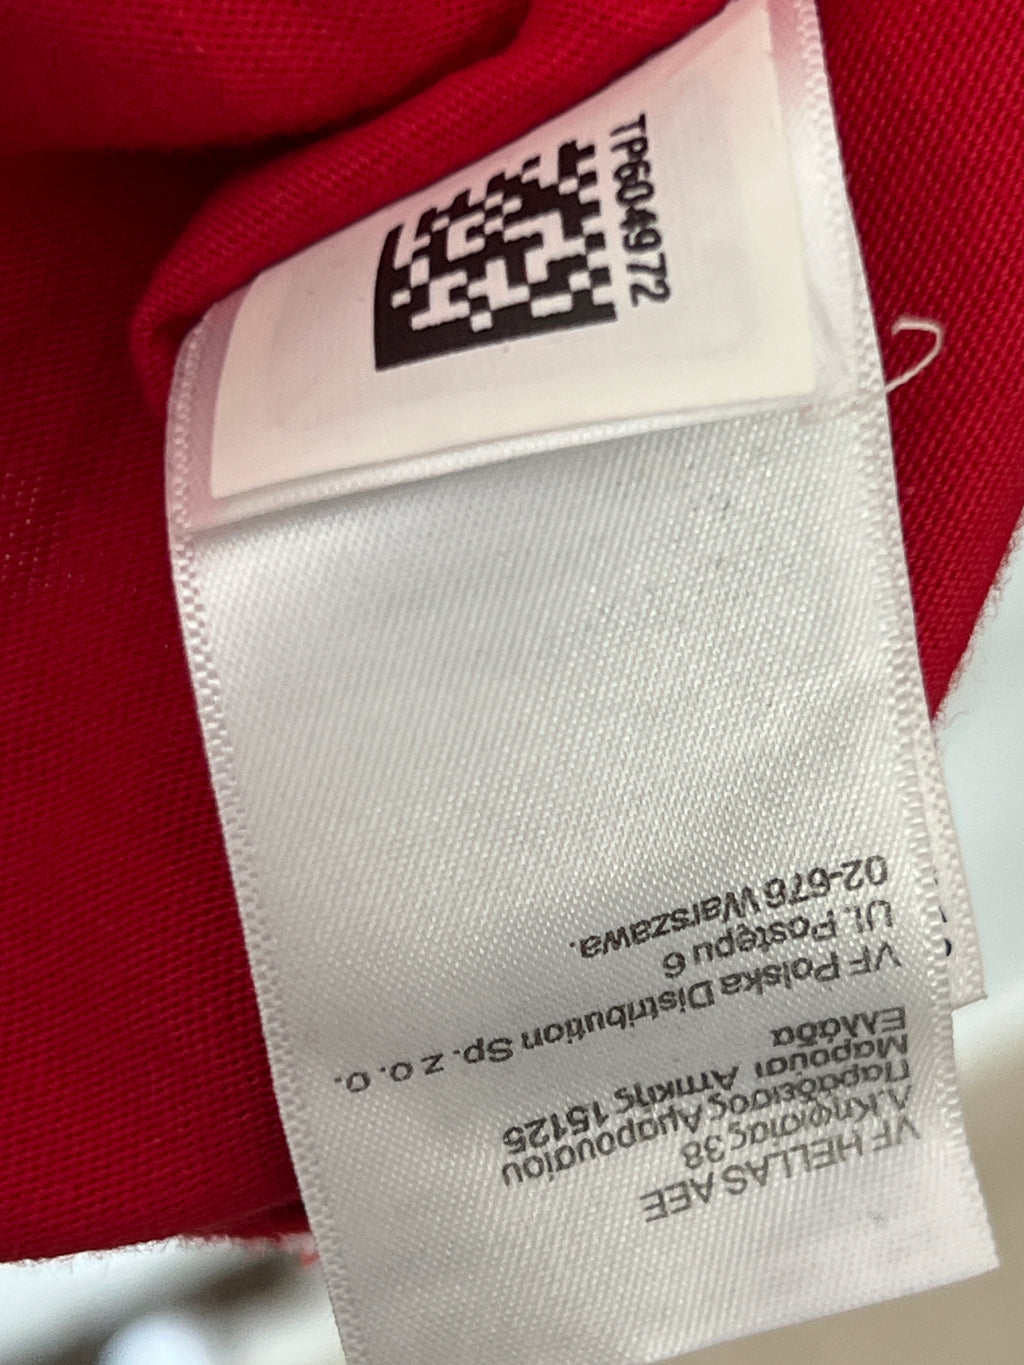 TP604972
VF HELLAS AEE
Λ.Κηφισίας 38
Παράδεισος Αμαρουσίου
Μαρούσι Αττικής 15125
Ελλάδα
VF Polska Distribution Sp. z o. o.
Ul. Postępu 6
02-676 Warszawa.